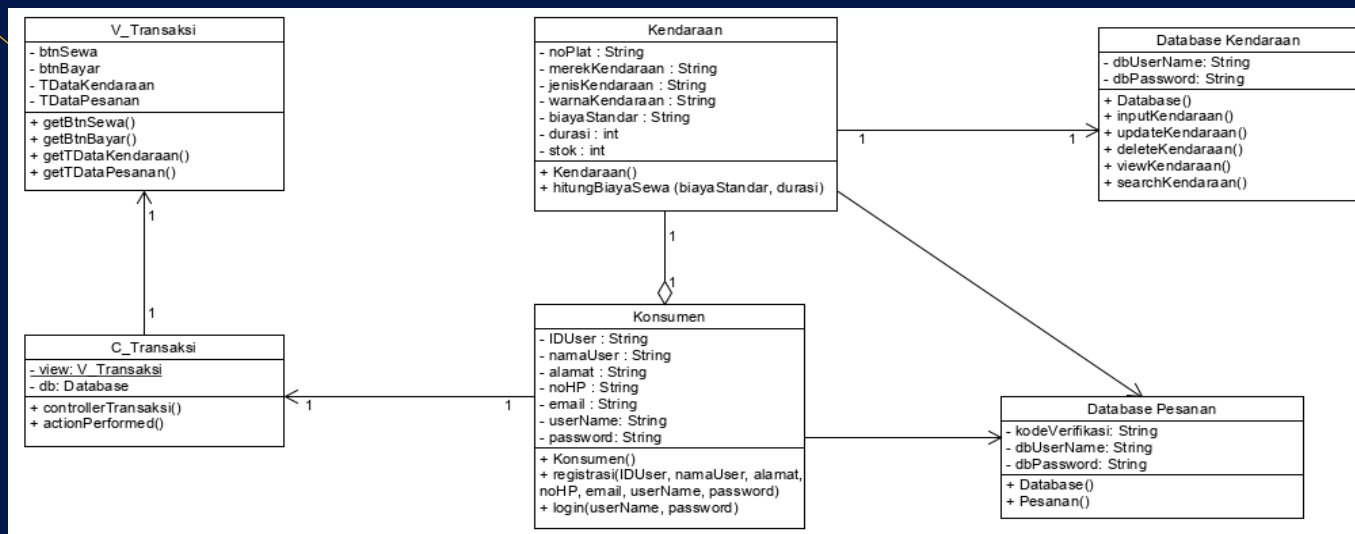 V_Transaksi
- btnSewa
- btnBayar
- TDataKendaraan
- TDataPesanan
+ getBtnSewa()
+ getBtnBayar()
+ getTDataKendaraan()
+ getTDataPesanan()
Kendaraan
- noPlat : String
- merekKendaraan : String
- jenisKendaraan : String
- warnaKendaraan : String
- biayaStandar : String
- durasi : int
- stok : int
+ Kendaraan()
+ hitungBiayaSewa (biayaStandar, durasi)
1
1
Database Kendaraan
- dbUserName: String
- dbPassword: String
+ Database()
+ inputKendaraan()
+ updateKendaraan()
+ deleteKendaraan()
+ viewKendaraan()
+ searchKendaraan()
1
1
1
1
C_Transaksi
- view: V_Transaksi
- db: Database
+ controllerTransaksi()
+ actionPerformed()
1
1
Konsumen
- IDUser : String
- namaUser : String
- alamat : String
- noHP : String
- email : String
- userName: String
- password: String
+ Konsumen()
+ registrasi(IDUser, namaUser, alamat,
noHP, email, userName, password)
+ login(userName, password)
Database Pesanan
- kodeVerifikasi: String
- dbUserName: String
- dbPassword: String
+ Database()
+ Pesanan()